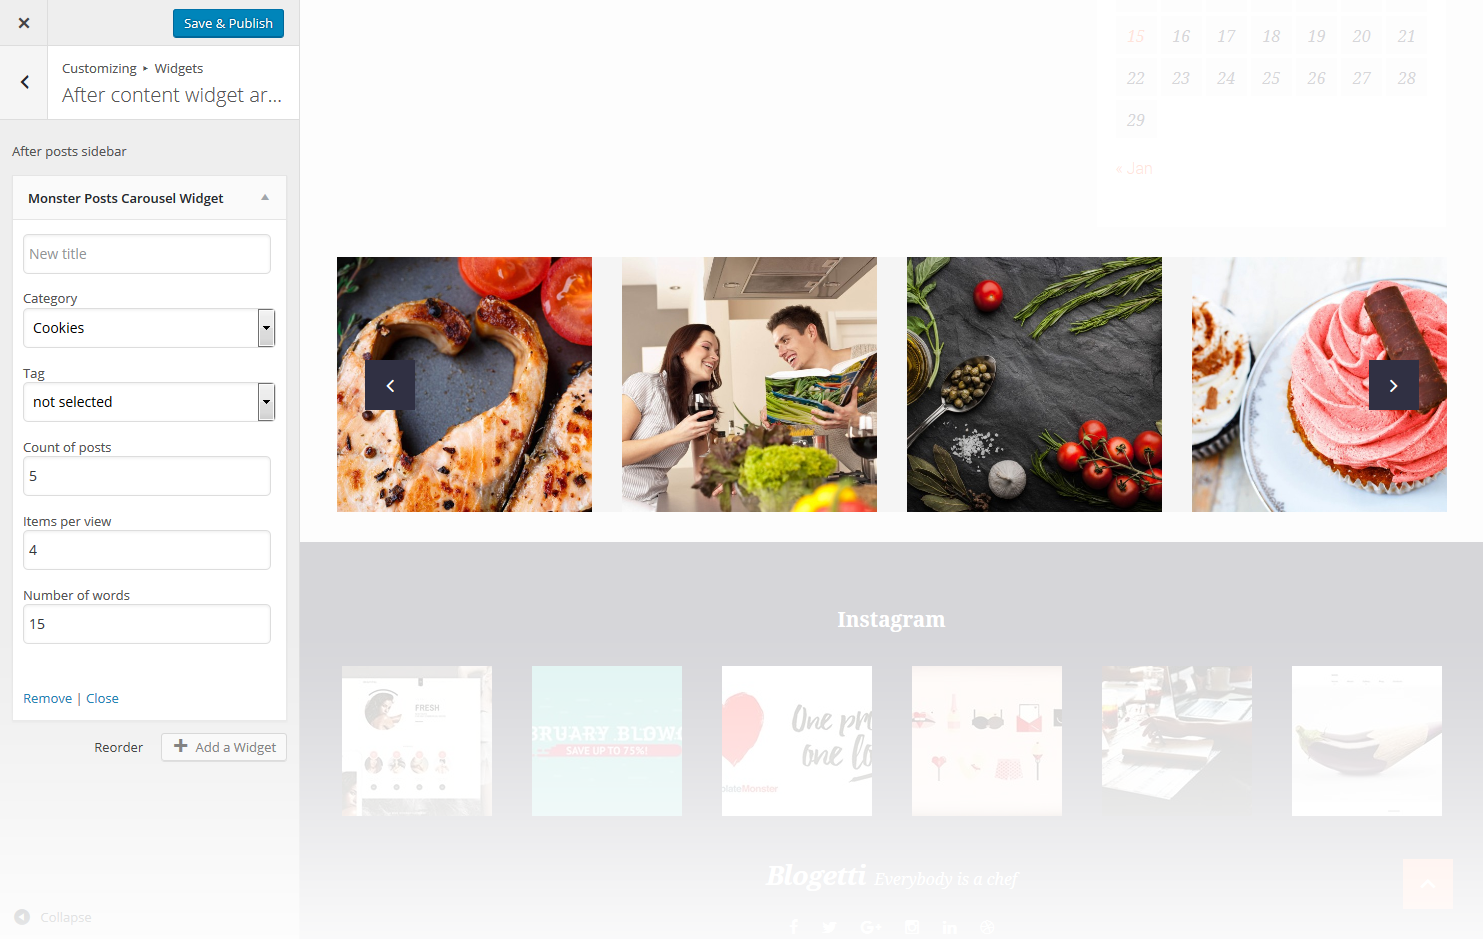 Save & Publish
Customizing ▸ Widgets
After content widget ar...
After posts sidebar
Monster Posts Carousel Widget
New title
Category
Cookies
Tag
not selected
Count of posts
5
Items per view
4
Number of words
15
Remove | Close
Reorder
Add a Widget
Collapse
15 16 17 18 19 20 21
22 23 24 25 26 27 28
29
« Jan
Instagram
FRESH
BRUARY BLOW
SAVE UP TO 75%!
One pr
one lo
plateMonster
Blogetti Everybody is a chef